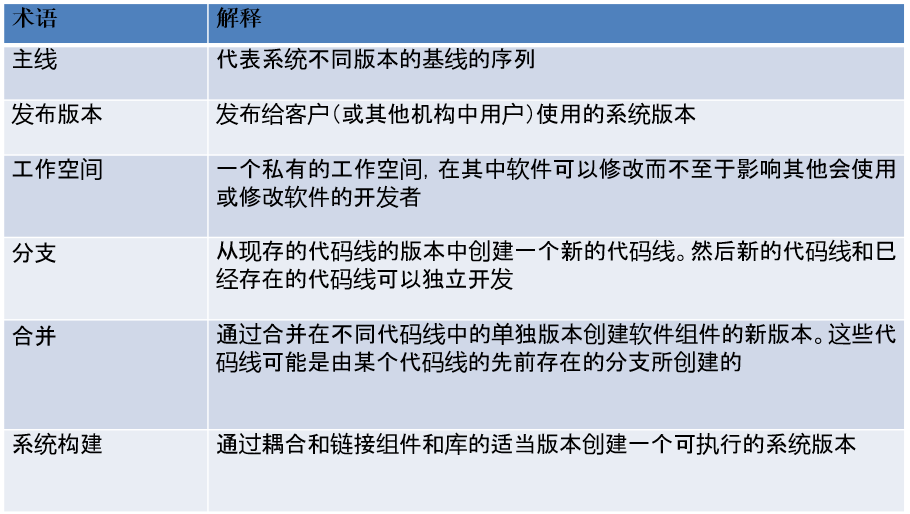 术语 解释
主线 代表系统不同版本的基线的序列
发布版本 发布给客户(或其他机构中用户)使用的系统版本
工作空间 一个私有的工作空间, 在其中软件可以修改而不至于影响其他会使用
或修改软件的开发者
分支 从现存的代码线的版本中创建一个新的代码线。然后新的代码线和已
经存在的代码线可以独立开发
合并 通过合并在不同代码线中的单独版本创建软件组件的新版本。这些代
码线可能是由某个代码线的先前存在的分支所创建的
系统构建 通过耦合和链接组件和库的适当版本创建一个可执行的系统版本